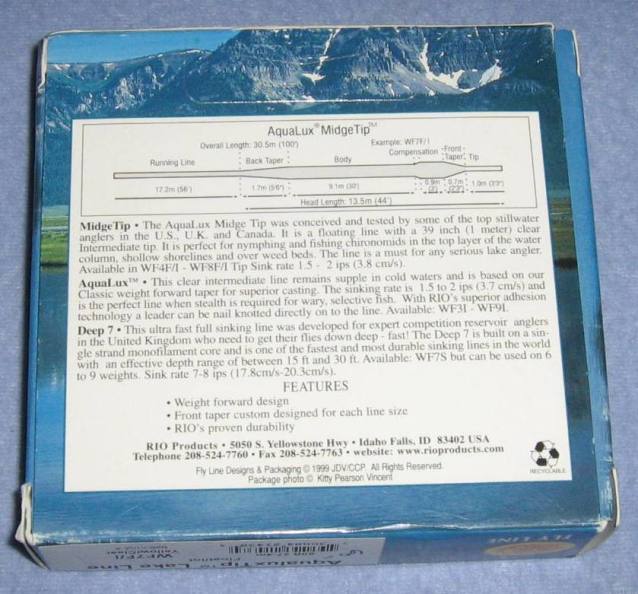 AquaLux® MidgeTip™
Overall Length: 30.5m (100') Example: WF7F/I
Running Line Back Taper Body Compensation Front Taper Tip
17.2m (56') 1.7m (5'6") 9.1m (30') 0.9m (3') 0.7m 1.0m (3'3")
Head Length: 13.5m (44')
MidgeTip • The AquaLux Midge Tip was conceived and tested by some of the top stillwater
anglers in the U.S., U.K. and Canada. It is a floating line with a 39 inch (1 meter) clear
Intermediate tip. It is perfect for nymphing and fishing chironomids in the top layer of the water
column, shollow shorelines and over weed beds. The line is a must for any serious lake angler.
Available in WF4F/I - WF8F/I Tip Sink rate 1.5 - 2 ips (3.8 cm/s).
AquaLux™ • This clear intermediate line remains supple in cold waters and is based on our
Classic weight forward taper for superior casting. The sinking rate is 1.5 to 2 ips (3.7 cm/s) and
is the perfect line when stealth is required for wary, selective fish. With RIO's superior adhesion
technology a leader can be nail knotted directly on to the line. Available: WF3I - WF9I.
Deep 7 • This ultra fast full sinking line was developed for expert competition reservoir anglers
in the United Kingdom who need to get their flies down deep - fast! The Deep 7 is built on a sin-
gle strand monofilament core and is one of the fastest and most durable sinking lines in the world
with an effective depth range of between 15 ft and 30 ft. Available: WF7S but can be used on 6
to 9 weights. Sink rate 7-8 ips (17.8cm/s-20.3cm/s).
FEATURES
• Weight forward design
• Front taper custom designed for each line size
• RIO's proven durability
RIO Products • 5050 S. Yellowstone Hwy • Idaho Falls, ID 83402 USA
Telephone 208-524-7760 • Fax 208-524-7763 • website: www.rioproducts.com
Fly Line Designs & Packaging © 1999 JDV/CCP. All Rights Reserved.
Package photo © Kitty Pearson Vincent
RECYCLABLE
FLY LINE
AqualuxTip™ Lake Line
Floating
WF7F/I
Yellow/Clear